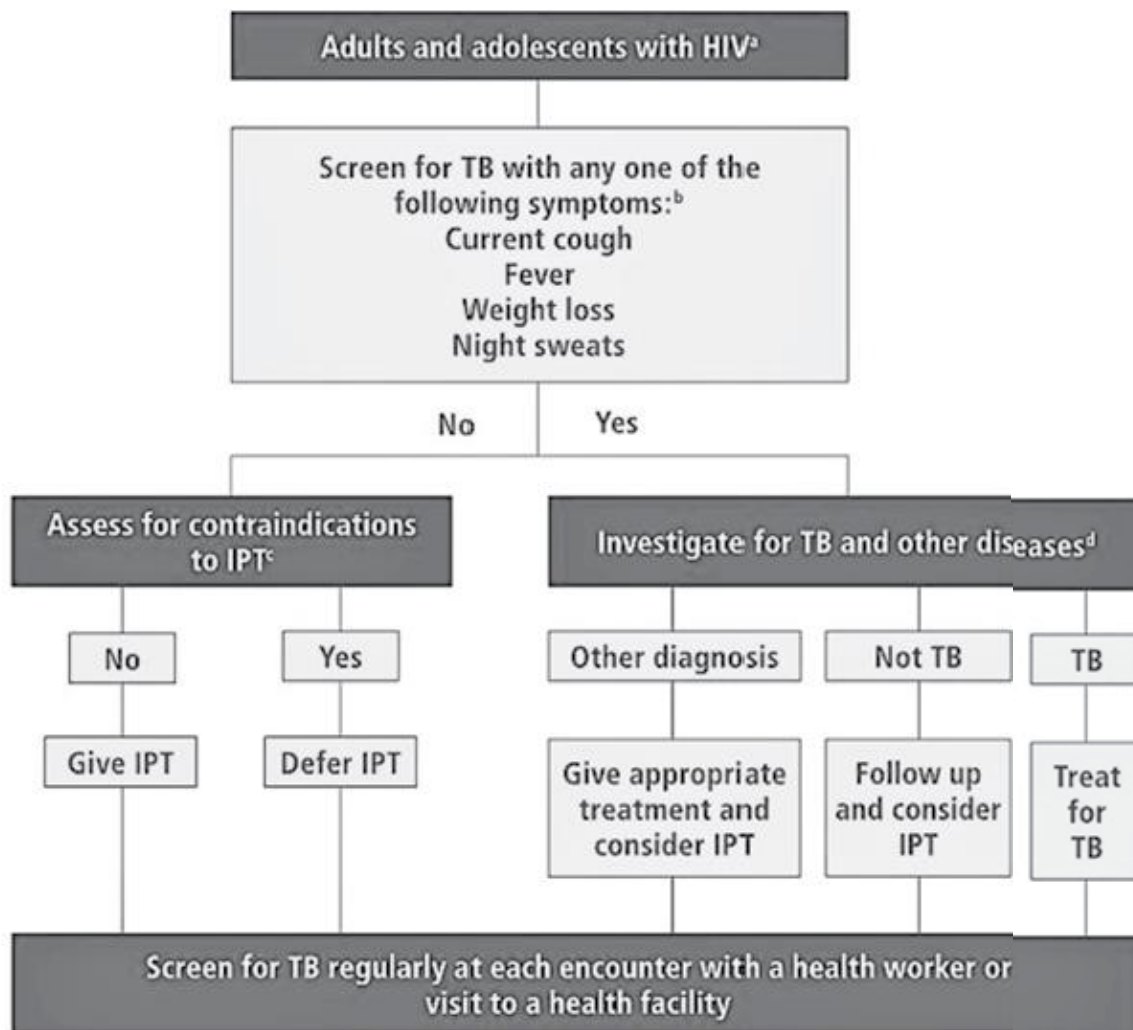 Adults and adolescents with HIVᵃ
Screen for TB with any one of the
following symptoms:ᵇ
Current cough
Fever
Weight loss
Night sweats
No
Yes
Assess for contraindications
to IPTᶜ
Investigate for TB and other diseasesᵈ
No
Yes
Other diagnosis
Not TB
TB
Give IPT
Defer IPT
Give appropriate
treatment and
consider IPT
Follow up
and consider
IPT
Treat
for
TB
Screen for TB regularly at each encounter with a health worker or
visit to a health facility